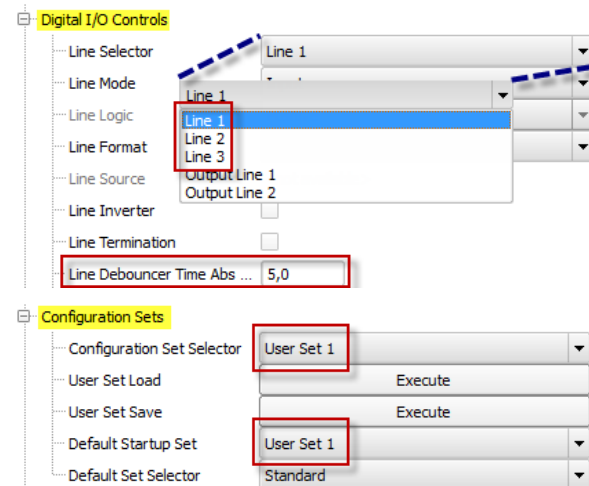 Digital I/O Controls
Line Selector Line 1
Line Mode
Line 1
Line Logic
Line 1
Line 2
Line Format
Line 3
Line Source
Output Line 1
Output Line 2
Line Inverter
Line Termination
Line Debouncer Time Abs ... 5,0
Configuration Sets
Configuration Set Selector User Set 1
User Set Load Execute
User Set Save Execute
Default Startup Set User Set 1
Default Set Selector Standard